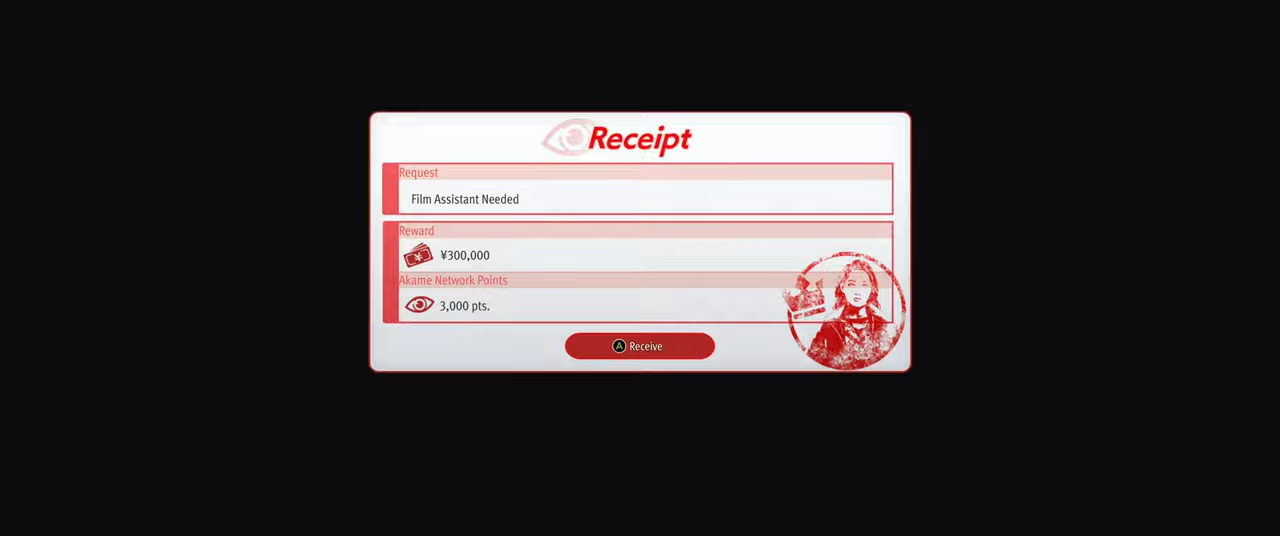 Receipt
Request
Film Assistant Needed
Reward
¥300,000
Akame Network Points
3,000 pts.
A Receive